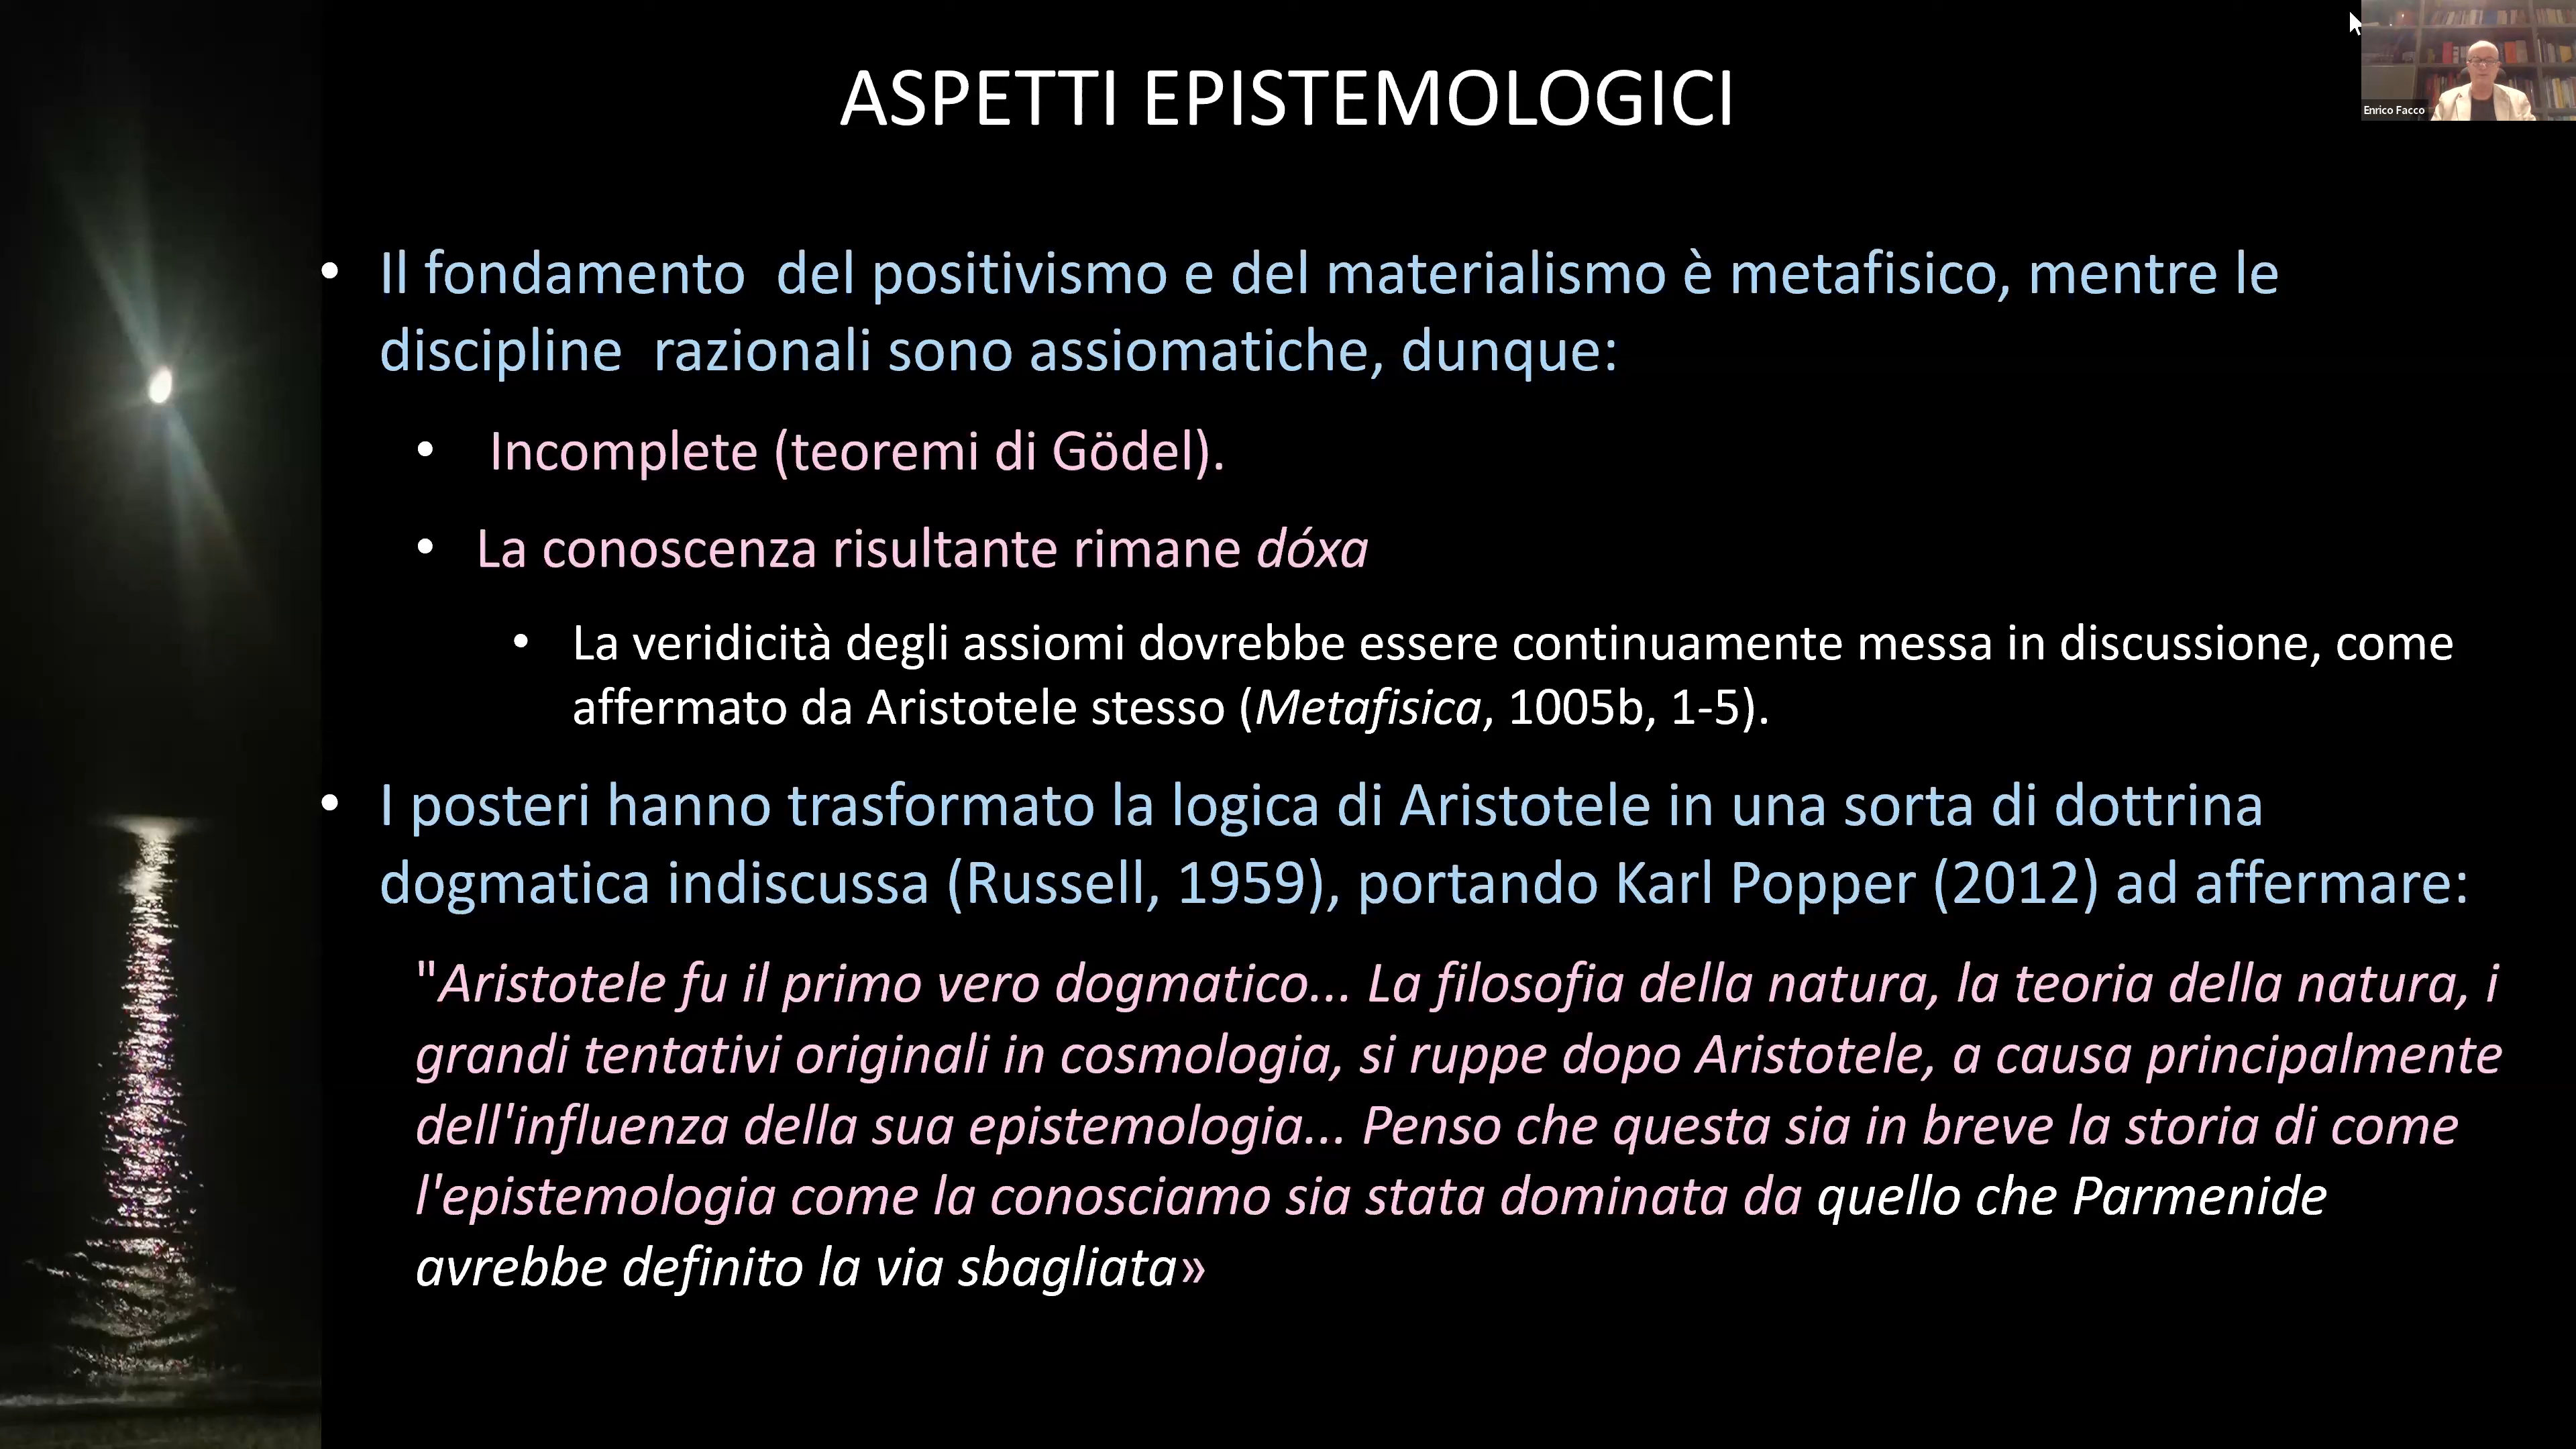 ASPETTI EPISTEMOLOGICI
Enrico Facco
• Il fondamento  del positivismo e del materialismo è metafisico, mentre le
discipline  razionali sono assiomatiche, dunque:
• Incomplete (teoremi di Gödel).
• La conoscenza risultante rimane dóxa
• La veridicità degli assiomi dovrebbe essere continuamente messa in discussione, come
affermato da Aristotele stesso (Metafisica, 1005b, 1-5).
• I posteri hanno trasformato la logica di Aristotele in una sorta di dottrina
dogmatica indiscussa (Russell, 1959), portando Karl Popper (2012) ad affermare:
"Aristotele fu il primo vero dogmatico... La filosofia della natura, la teoria della natura, i
grandi tentativi originali in cosmologia, si ruppe dopo Aristotele, a causa principalmente
dell'influenza della sua epistemologia... Penso che questa sia in breve la storia di come
l'epistemologia come la conosciamo sia stata dominata da quello che Parmenide
avrebbe definito la via sbagliata»